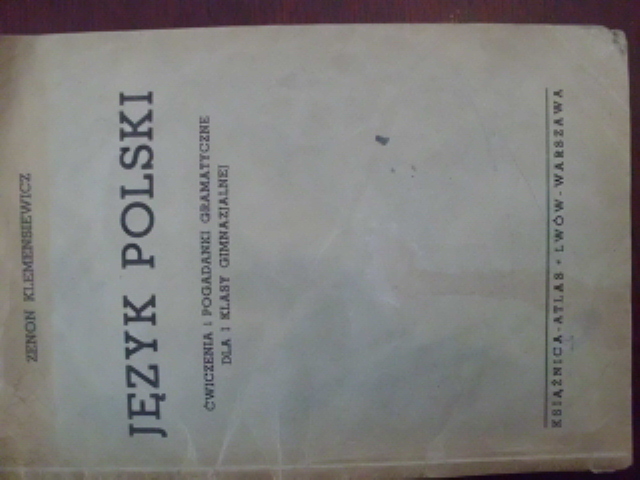 ZENON KLEMENSIEWICZ
JĘZYK POLSKI
ĆWICZENIA I POGADANKI GRAMATYCZNE
DLA I KLASY GIMNAZJALNEJ
KSIĄŻNICA-ATLAS • LWÓW-WARSZAWA